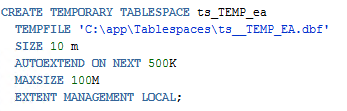 CREATE TEMPORARY TABLESPACE ts_TEMP_ea
TEMPFILE 'C:\app\Tablespaces\ts__TEMP_EA.dbf'
SIZE 10 m
AUTOEXTEND ON NEXT 500K
MAXSIZE 100M
EXTENT MANAGEMENT LOCAL;